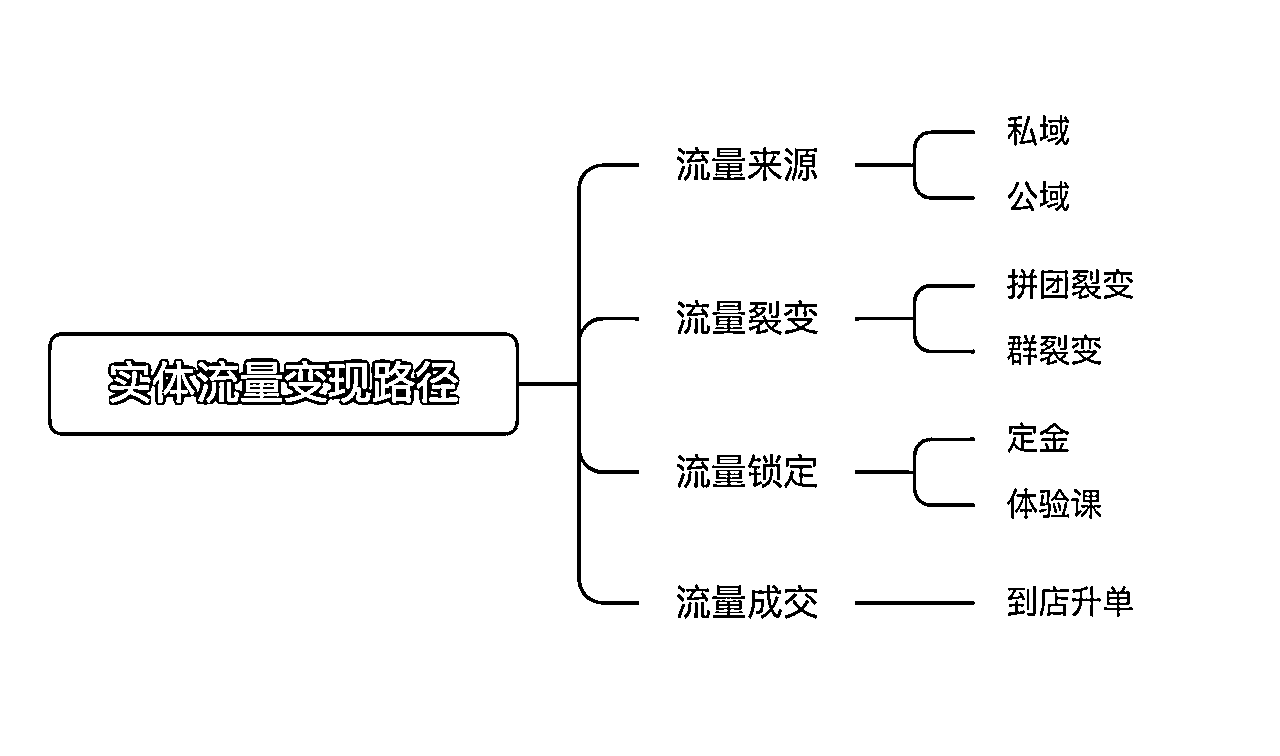 实体流量变现路径
流量来源
私域
公域
流量裂变
拼团裂变
群裂变
流量锁定
定金
体验课
流量成交
到店升单